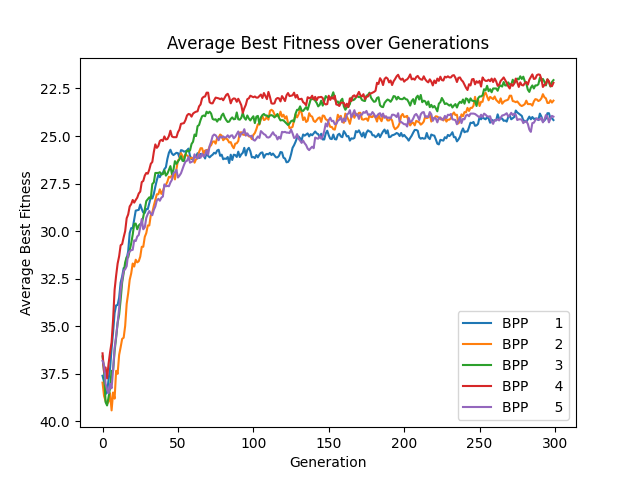 Average Best Fitness over Generations
Average Best Fitness
22.5
25.0
27.5
30.0
32.5
35.0
37.5
40.0
BPP 1
BPP 2
BPP 3
BPP 4
BPP 5
0 50 100 150 200 250 300
Generation